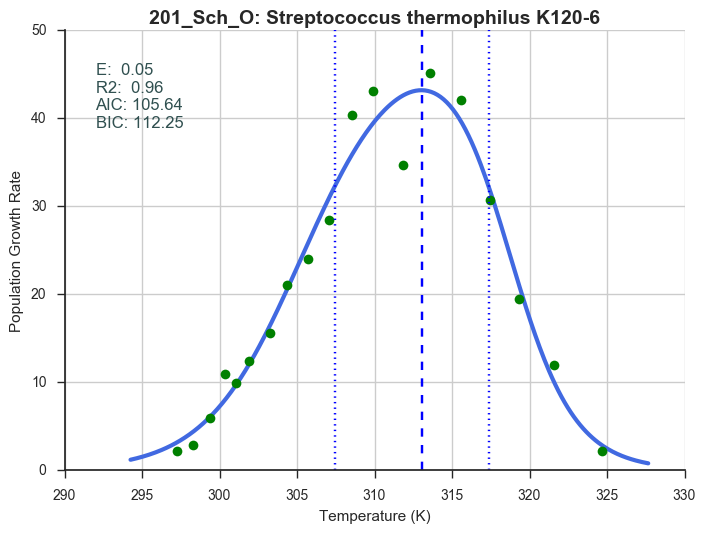 201_Sch_O: Streptococcus thermophilus K120-6
E:  0.05
R2:  0.96
AIC: 105.64
BIC: 112.25
Population Growth Rate
50
40
30
20
10
0
290 295 300 305 310 315 320 325 330
Temperature (K)